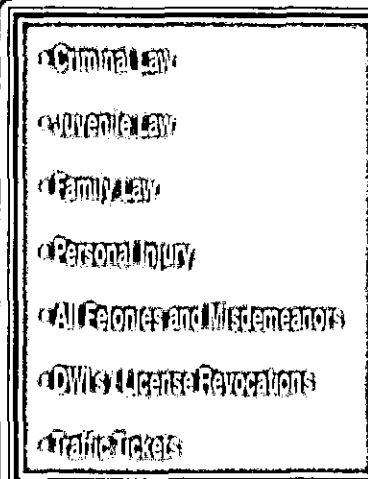 • Criminal Law
• Juvenile Law
• Family Law
• Personal Injury
• All Felonies and Misdemeanors
• DWI's / License Revocations
• Traffic Tickets